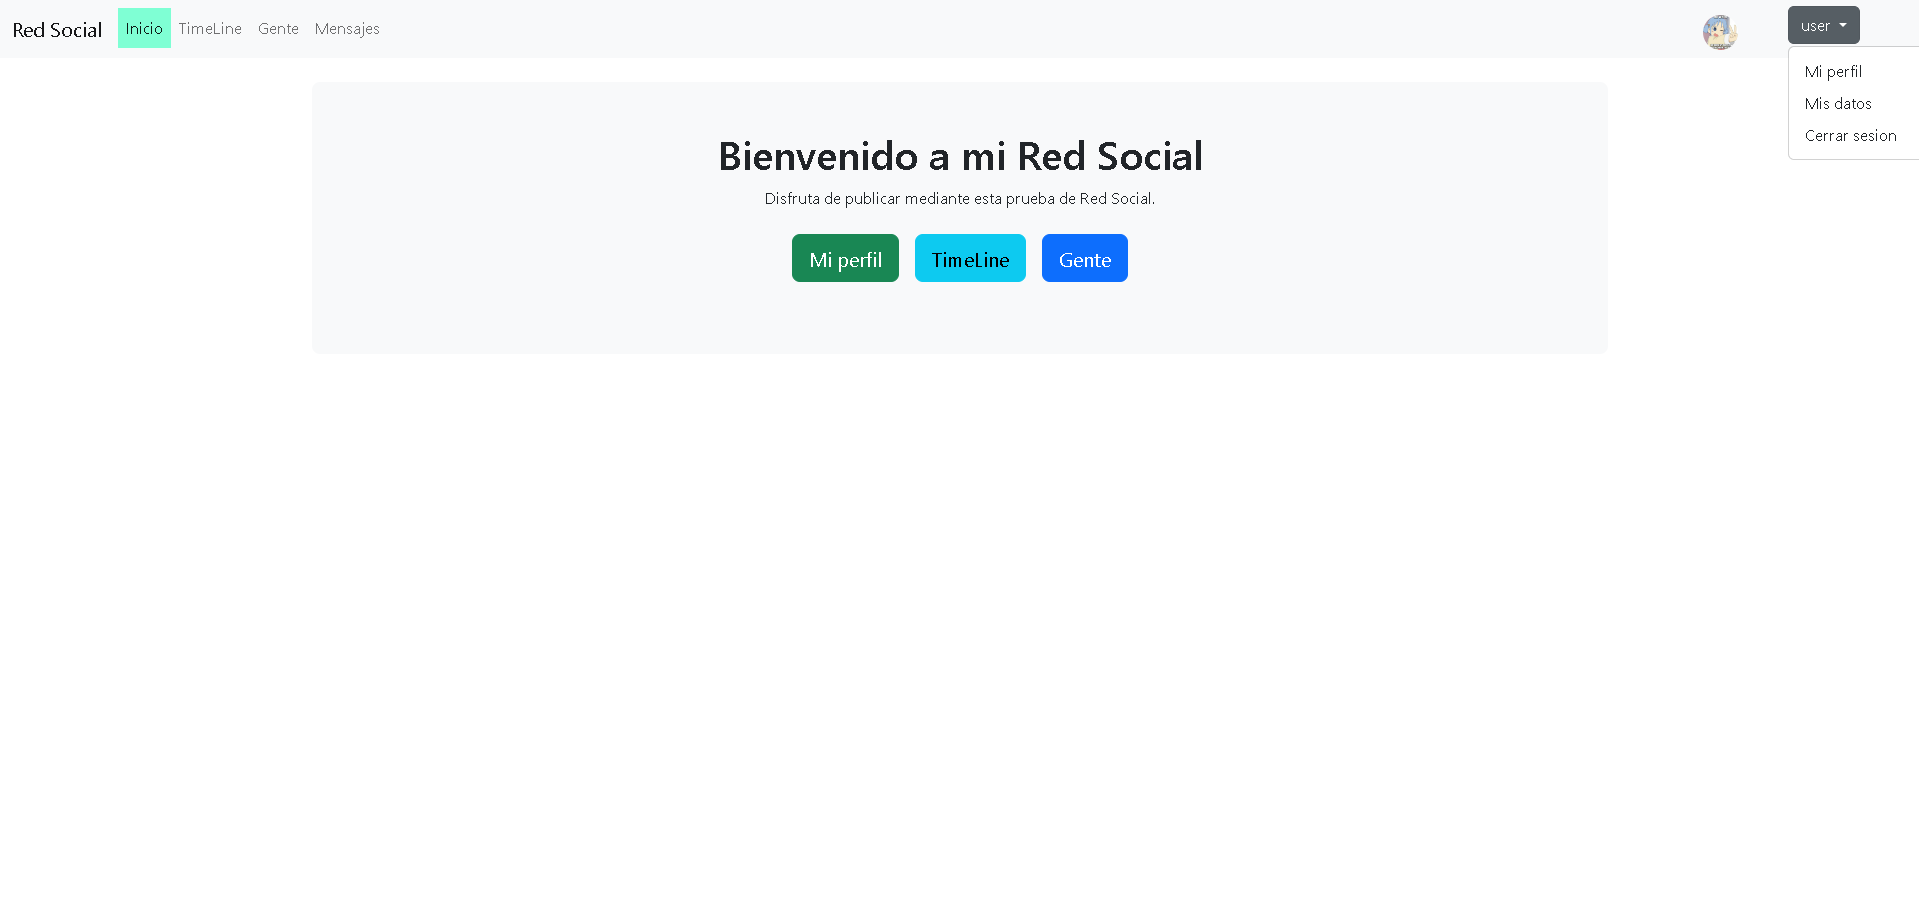 Red Social Inicio TimeLine Gente Mensajes user
Mi perfil
Mis datos
Cerrar sesion
Bienvenido a mi Red Social
Disfruta de publicar mediante esta prueba de Red Social.
Mi perfil TimeLine Gente